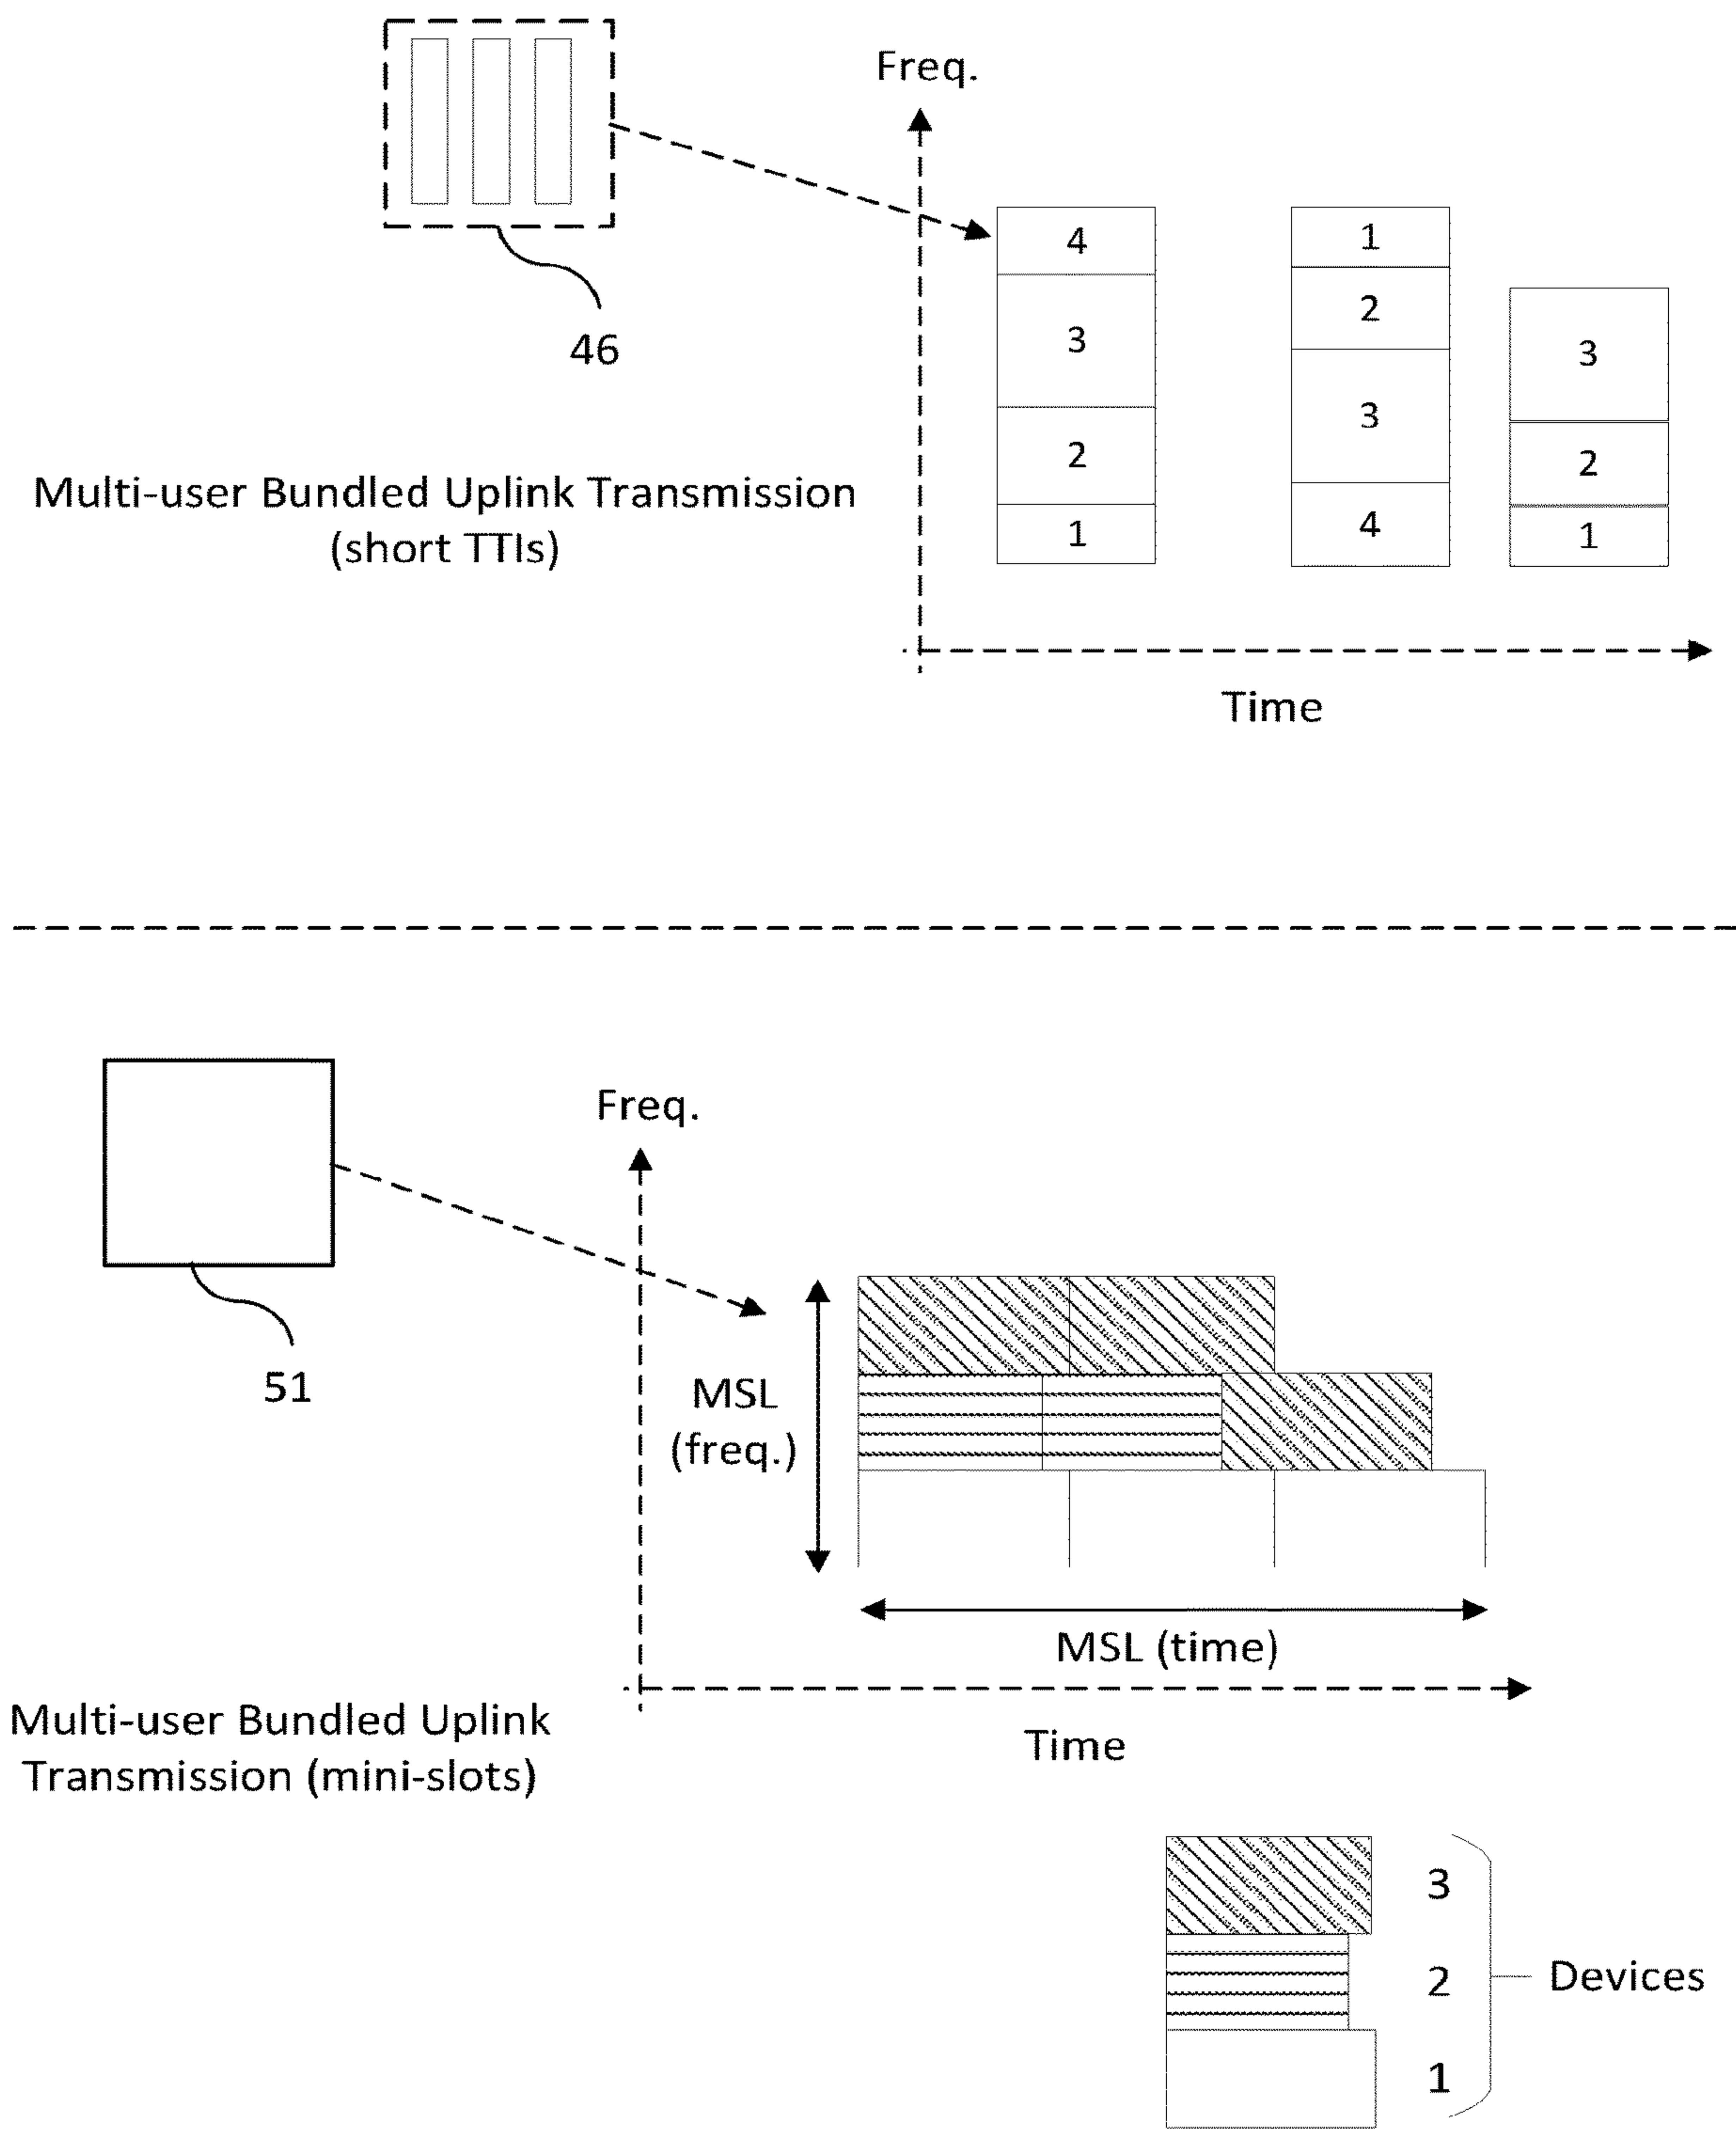 Freq.
4
3
2
1
1
2
3
4
3
2
1
46
Multi-user Bundled Uplink Transmission
(short TTIs)
Time
Freq.
51
MSL
(freq.)
MSL (time)
Time
Multi-user Bundled Uplink
Transmission (mini-slots)
3
2
1
Devices